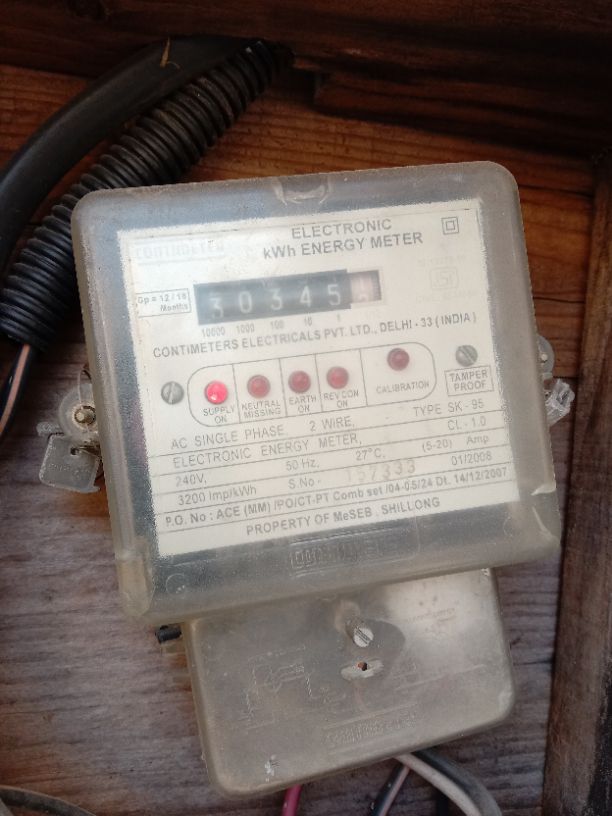 CONTIMETERS
ELECTRONIC
kWh ENERGY METER
Gp = 12 / 18
Months
30345
10000 1000 100 10 1 1/10
CONTIMETERS ELECTRICALS PVT. LTD., DELHI - 33 ( INDIA )
SUPPLY ON
NEUTRAL MISSING
EARTH ON
REV.CON ON
CALIBRATION
TAMPER PROOF
AC SINGLE PHASE 2 WIRE, TYPE SK - 95
ELECTRONIC ENERGY METER, CL - 1.0
240V, 50 Hz, 27°C, (5-20) Amp
3200 Imp/kWh S.No - 157333 01/2008
P.O. No : ACE (MM) /PO/CT-PT Comb set /04-05/24 Dt. 14/12/2007
PROPERTY OF MeSEB , SHILLONG